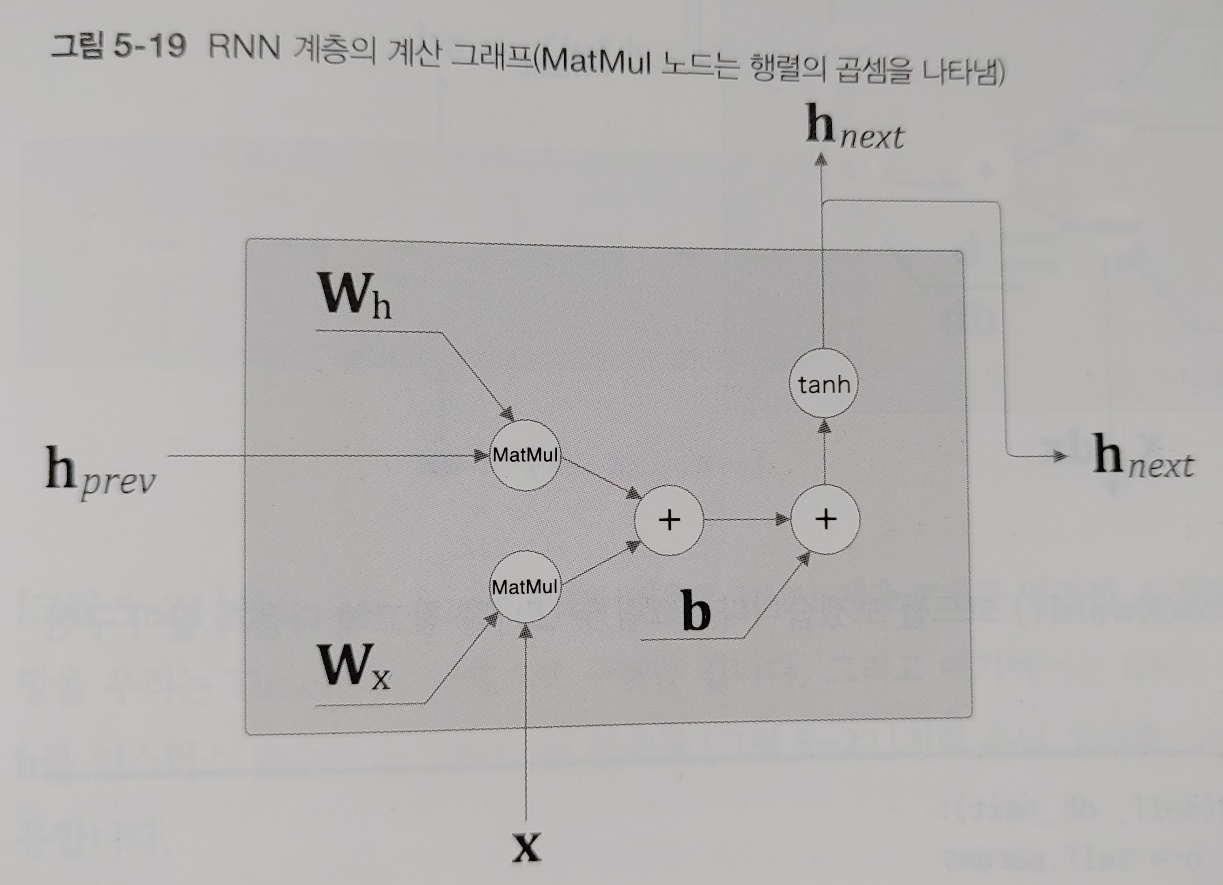 그림 5-19 RNN 계층의 계산 그래프(MatMul 노드는 행렬의 곱셈을 나타냄)
h_next
W_h
tanh
h_prev
MatMul
h_next
+
+
MatMul
b
W_x
x